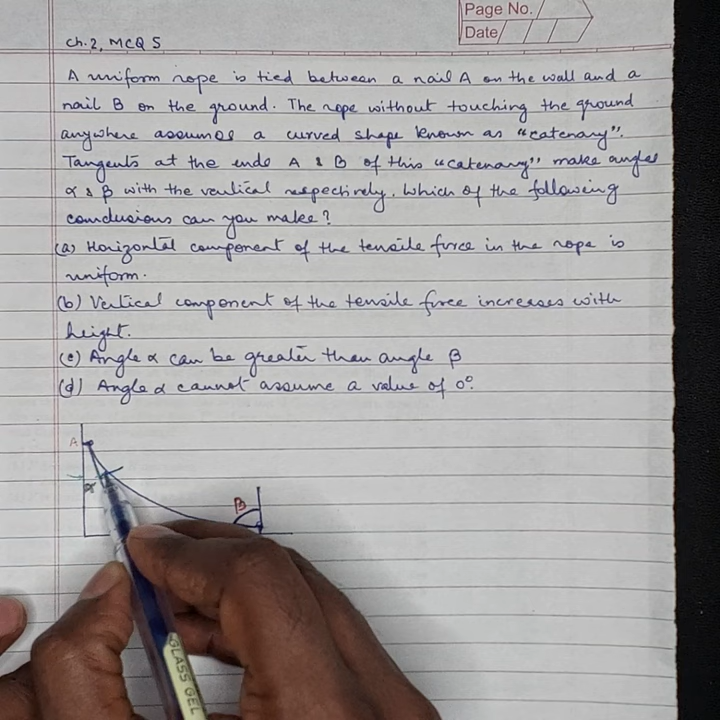 Page No.
Date
Ch. 2, MCQ 5
A uniform rope is tied between a nail A on the wall and a
nail B on the ground. The rope without touching the ground
anywhere assumes a curved shape known as "catenary".
Tangents at the ends A & B of this "catenary" make angles
α & β with the vertical respectively. Which of the following
conclusions can you make?
(a) Horizontal component of the tensile force in the rope is
uniform.
(b) Vertical component of the tensile force increases with
height.
(c) Angle α can be greater than angle β
(d) Angle α cannot assume a value of 0°.
A
α
β
GLASS GEL